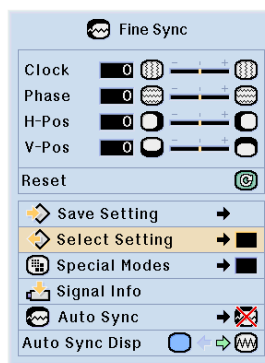 Fine Sync
Clock 0
Phase 0
H-Pos 0
V-Pos 0
Reset
Save Setting
Select Setting
Special Modes
Signal Info
Auto Sync
Auto Sync Disp